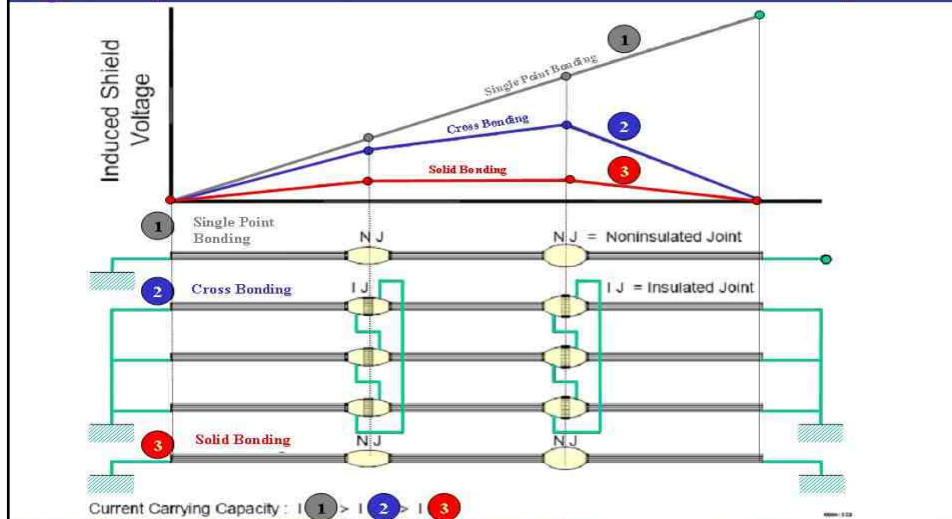 Induced Shield
Voltage
1
Single Point Bonding
2
Cross Bonding
Solid Bonding
3
1
Single Point
Bonding
N J
N J = Noninsulated Joint
2
Cross Bonding
I J
I J = Insulated Joint
3
Solid Bonding
N J
N J
Current Carrying Capacity : I 1 > I 2 > I 3